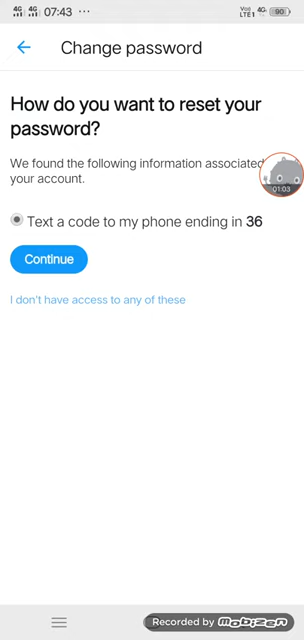 4G 4G 07:43 ... Vo) LTE1 4G 90
Change password
How do you want to reset your
password?
We found the following information associated
your account.
01:03
Text a code to my phone ending in 36
Continue
I don't have access to any of these
Recorded by mobizen